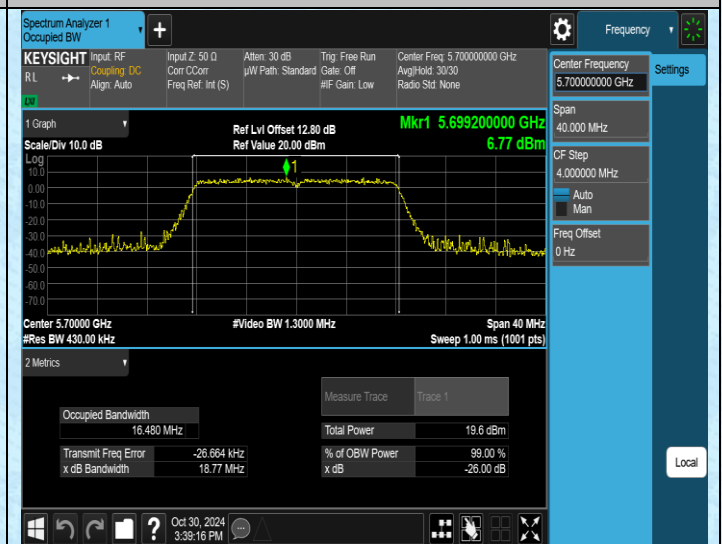 Spectrum Analyzer 1
Occupied BW
+
Frequency
KEYSIGHT
R L
LXI
Input: RF
Coupling: DC
Align: Auto
Input Z: 50 Ω
Corr CCorr
Freq Ref: Int (S)
Atten: 30 dB
µW Path: Standard
Trig: Free Run
Gate: Off
#IF Gain: Low
Center Freq: 5.700000000 GHz
Avg|Hold: 30/30
Radio Std: None
Center Frequency
5.700000000 GHz
Settings
Span
40.000 MHz
CF Step
4.000000 MHz
Auto
Man
Freq Offset
0 Hz
1 Graph
Scale/Div 10.0 dB
Ref Lvl Offset 12.80 dB
Ref Value 20.00 dBm
Mkr1 5.699200000 GHz
6.77 dBm
Log
10.0
0.00
-10.0
-20.0
-30.0
-40.0
-50.0
-60.0
-70.0
1
Center 5.70000 GHz
#Video BW 1.3000 MHz
Span 40 MHz
#Res BW 430.00 kHz
Sweep 1.00 ms (1001 pts)
2 Metrics
Measure Trace
Trace 1
Occupied Bandwidth
16.480 MHz
Total Power
19.6 dBm
Transmit Freq Error
-26.664 kHz
% of OBW Power
99.00 %
x dB Bandwidth
18.77 MHz
x dB
-26.00 dB
Local
?
Oct 30, 2024
3:39:16 PM